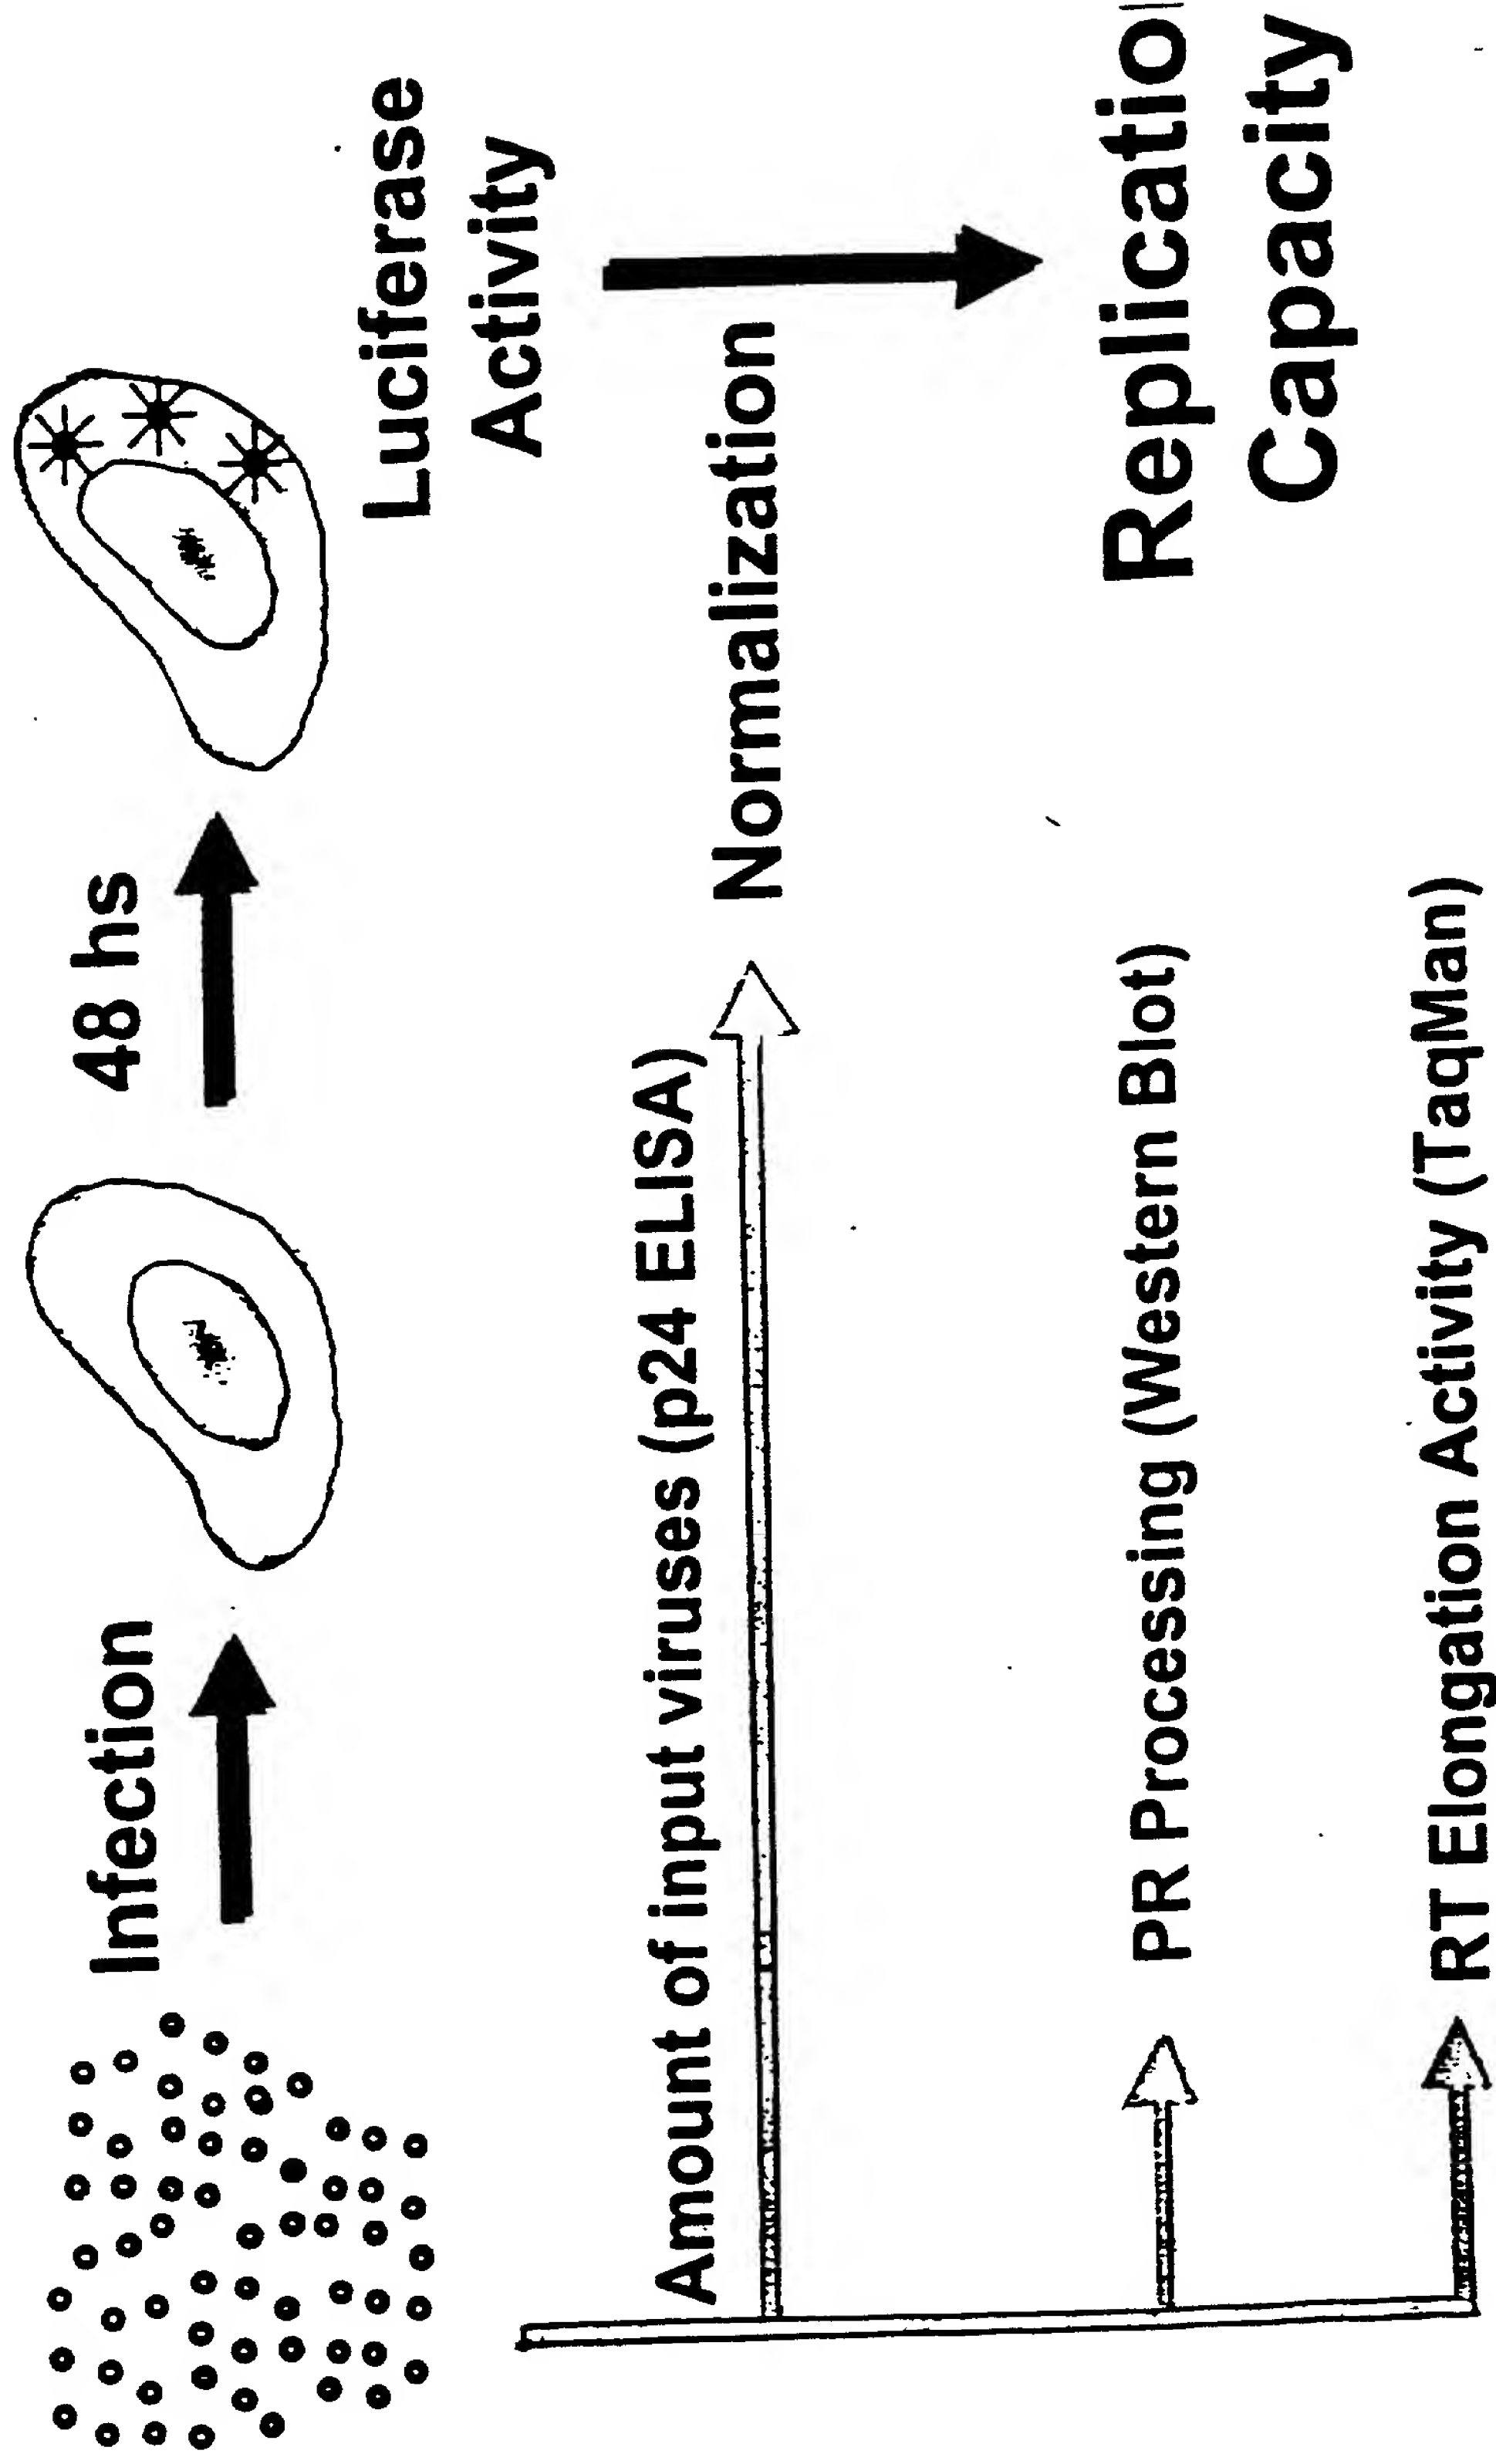 Infection
48 hs
Luciferase
Activity
Amount of input viruses (p24 ELISA)
Normalization
PR Processing (Western Blot)
Replication
Capacity
RT Elongation Activity (TaqMan)